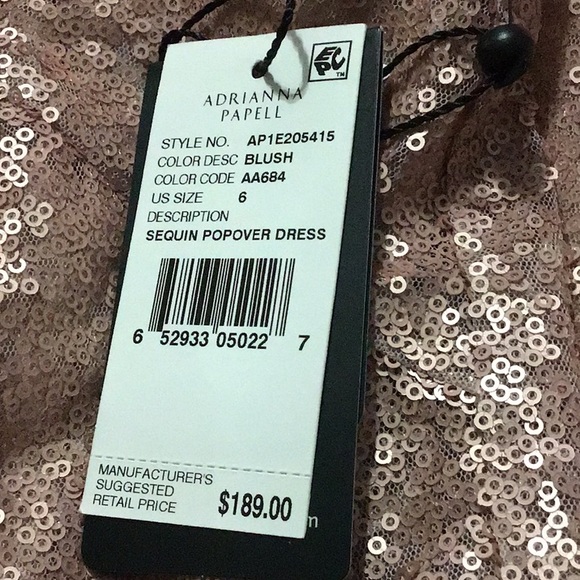 EPC™
ADRIANNA
PAPELL
STYLE NO. AP1E205415
COLOR DESC BLUSH
COLOR CODE AA684
US SIZE 6
DESCRIPTION
SEQUIN POPOVER DRESS
6 52933 05022 7
MANUFACTURER'S
SUGGESTED
RETAIL PRICE $189.00
m